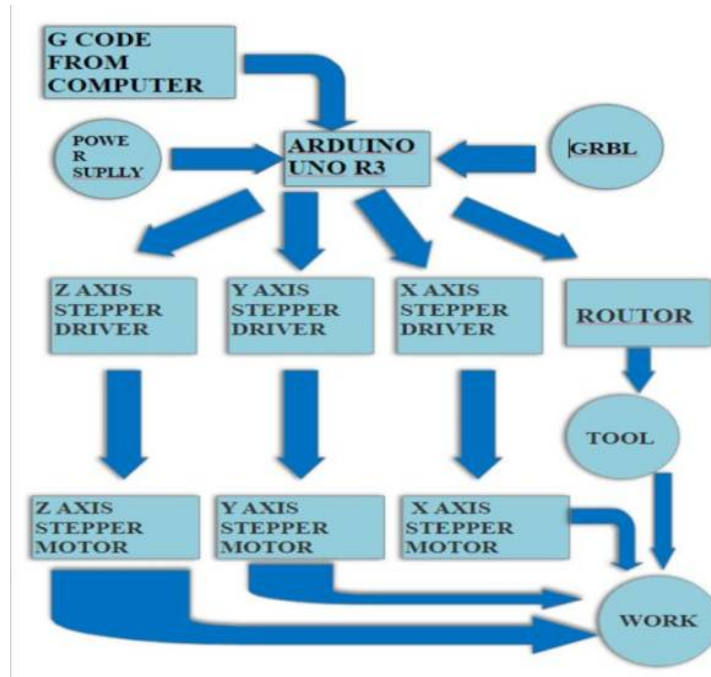 G CODE
FROM
COMPUTER
POWE
R
SUPLLY
ARDUINO
UNO R3
GRBL
Z AXIS
STEPPER
DRIVER
Y AXIS
STEPPER
DRIVER
X AXIS
STEPPER
DRIVER
ROUTOR
TOOL
Z AXIS
STEPPER
MOTOR
Y AXIS
STEPPER
MOTOR
X AXIS
STEPPER
MOTOR
WORK